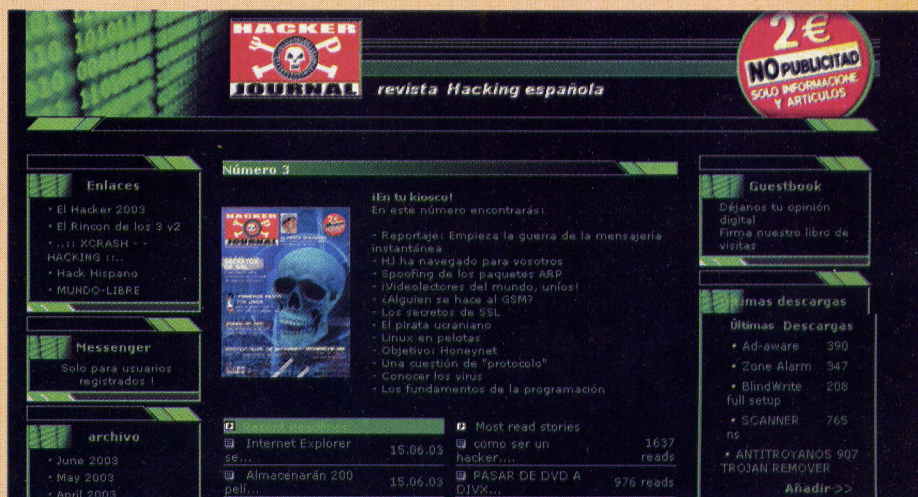 HACKER
JOURNAL
revista Hacking española
2€
NO PUBLICITAD
SOLO INFORMACIONE
Y ARTICULOS
Enlaces
• El Hacker 2003
• El Rincon de los 3 v2
• ...:: XCRASH - -
HACKING ::..
• Hack Hispano
• MUNDO-LIBRE
Messenger
Solo para usuarios
registrados !
archivo
• June 2003
• May 2003
• April 2003
Número 3
HACKER
JOURNAL
¡En tu kiosco!
En este número encontrarás:
- Reportaje: Empieza la guerra de la mensajería
instantánea
- HJ ha navegado para vosotros
- Spoofing de los paquetes ARP
- ¡Videolectores del mundo, uníos!
- ¿Alguien se hace al GSM?
- Los secretos de SSL
- El pirata ucraniano
- Linux en pelotas
- Objetivo: Honeynet
- Una cuestión de "protocolo"
- Conocer los virus
- Los fundamentos de la programación
Recent headlines
Internet Explorer
se... 15.06.03
Almacenarán 200
pelí... 15.06.03
Most read stories
como ser un
hacker.... 1637
reads
PASAR DE DVD A
DIVX... 976 reads
Guestbook
Déjanos tu opinión
digital
Firma nuestro libro de
visitas
Últimas descargas
Últimas Descargas
• Ad-aware 390
• Zone Alarm 347
• BlindWrite 208
full setup
• SCANNER 765
ns
• ANTITROYANOS 907
TROJAN REMOVER
Añadir->>